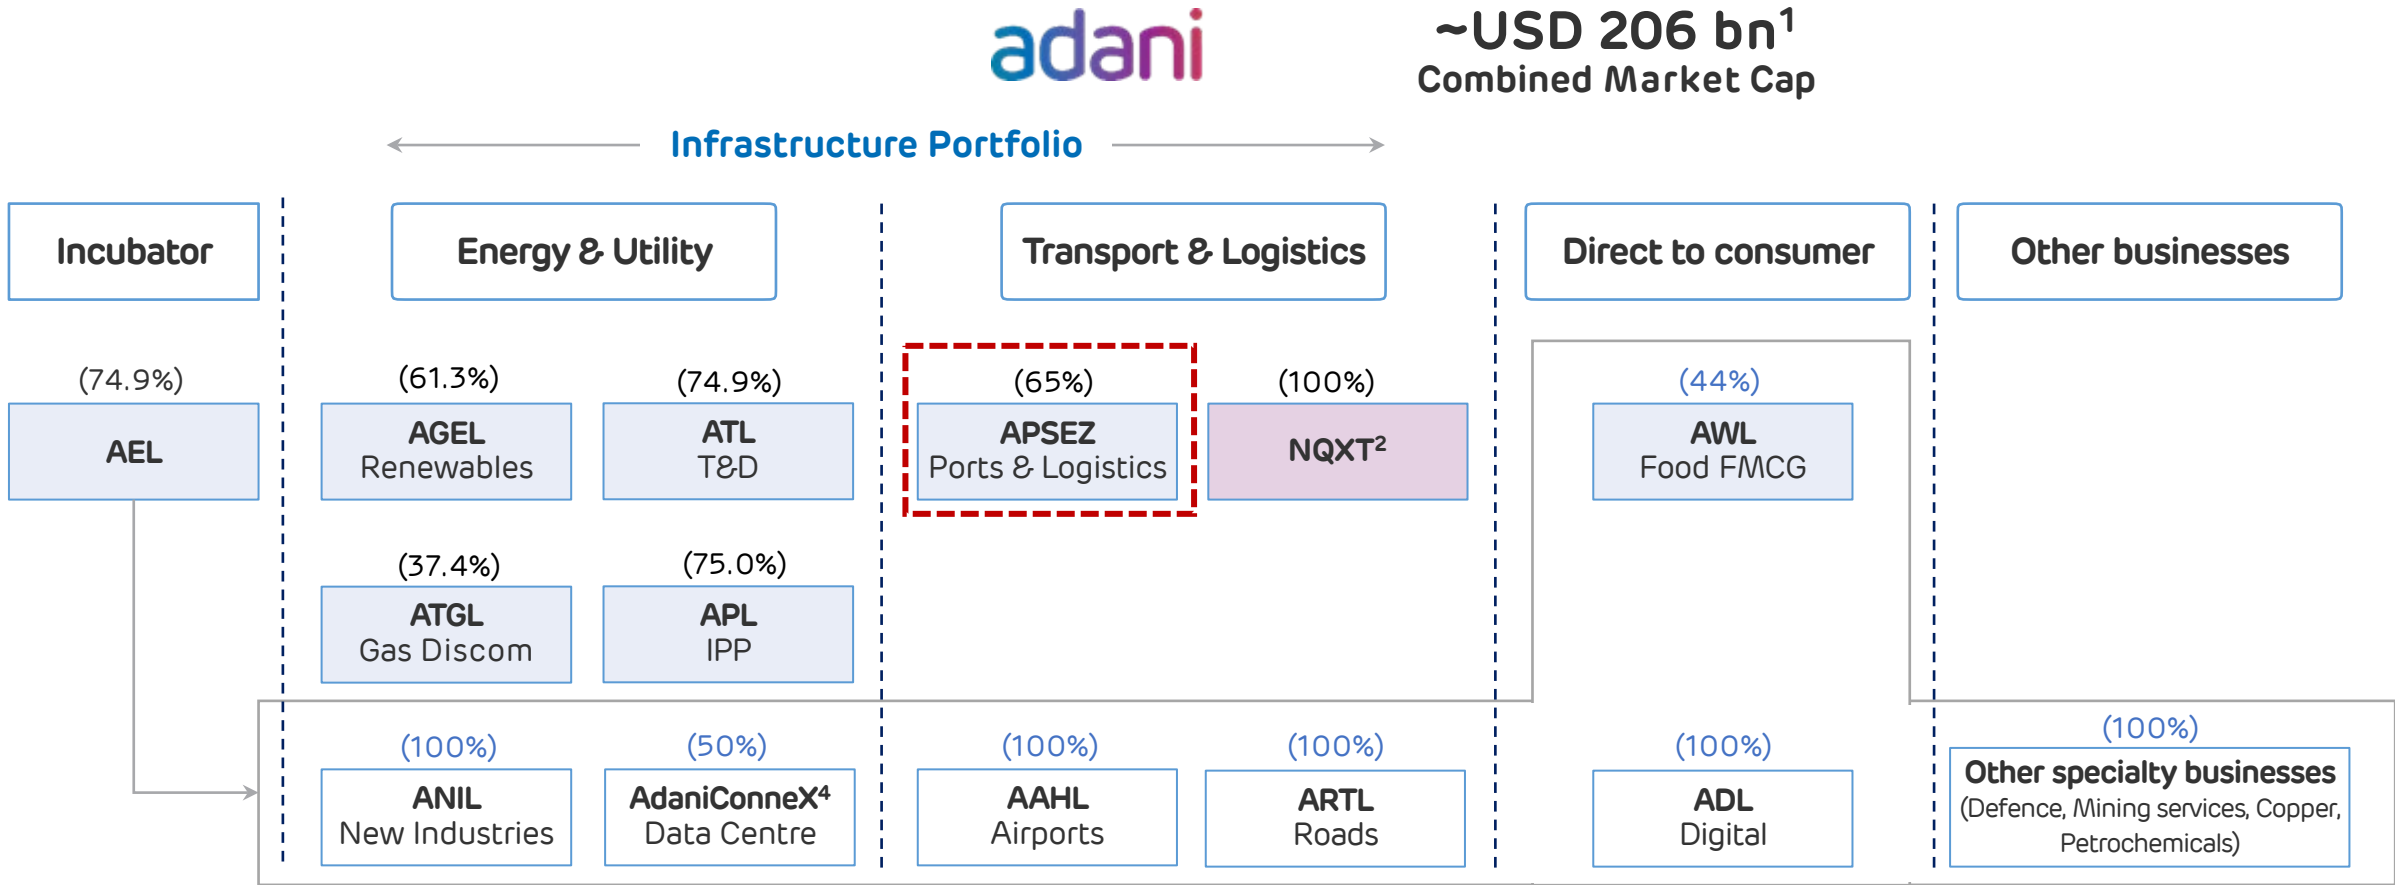 adani
~USD 206 bn¹
Combined Market Cap
Infrastructure Portfolio
Incubator
Energy & Utility
Transport & Logistics
Direct to consumer
Other businesses
(74.9%)
AEL
(61.3%)
AGEL
Renewables
(74.9%)
ATL
T&D
(65%)
APSEZ
Ports & Logistics
(100%)
NQXT²
(44%)
AWL
Food FMCG
(37.4%)
ATGL
Gas Discom
(75.0%)
APL
IPP
(100%)
ANIL
New Industries
(50%)
AdaniConneX⁴
Data Centre
(100%)
AAHL
Airports
(100%)
ARTL
Roads
(100%)
ADL
Digital
(100%)
Other specialty businesses
(Defence, Mining services, Copper,
Petrochemicals)